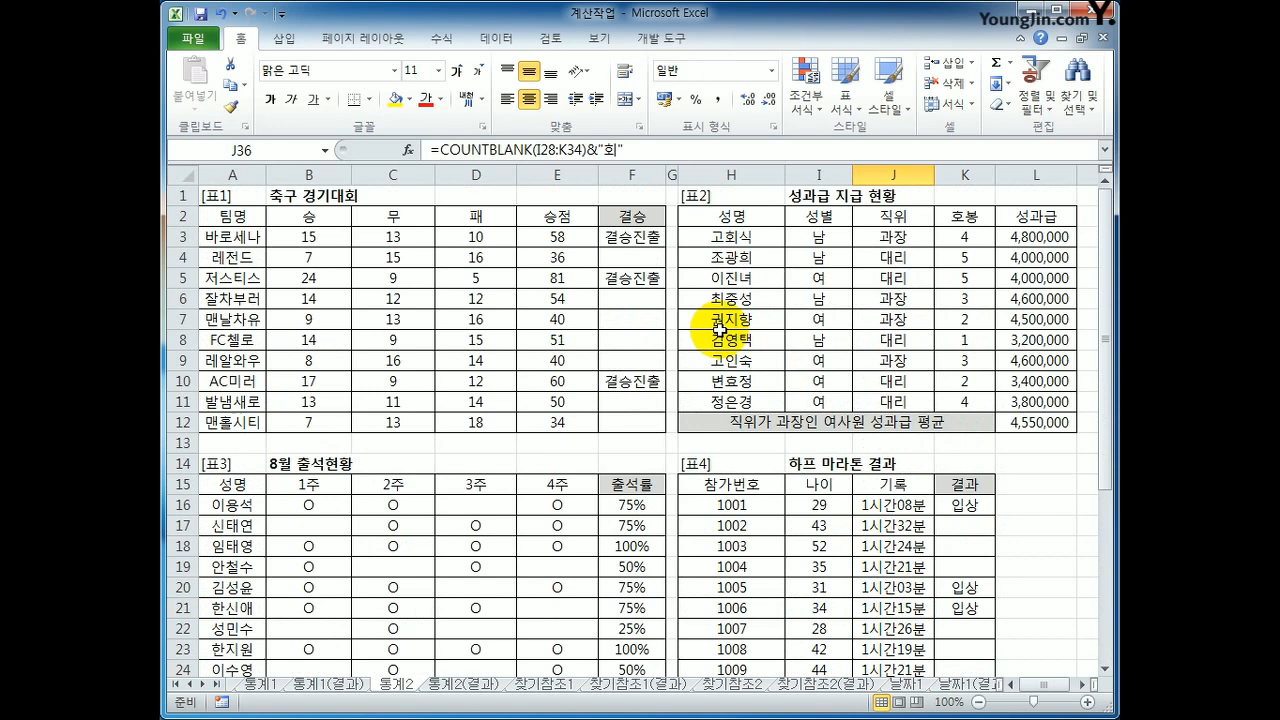 계산작업 - Microsoft Excel
YoungJin.com Y.
파일 홈 삽입 페이지 레이아웃 수식 데이터 검토 보기 개발 도구
붙여넣기
맑은 고딕 11
가 가 가 가 내천
일반
% ,
조건부 서식 표 서식 셀 스타일
삽입
삭제
서식
정렬 및 필터 찾기 및 선택
클립보드 글꼴 맞춤 표시 형식 스타일 셀 편집
J36 fx =COUNTBLANK(I28:K34)&"회"
A B C D E F G H I J K L
1 [표1] 축구 경기대회 [표2] 성과급 지급 현황
2 팀명 승 무 패 승점 결승 성명 성별 직위 호봉 성과급
3 바로세나 15 13 10 58 결승진출 고회식 남 과장 4 4,800,000
4 레전드 7 15 16 36 조광희 남 대리 5 4,000,000
5 저스티스 24 9 5 81 결승진출 이진녀 여 대리 5 4,000,000
6 잘차부러 14 12 12 54 최중성 남 과장 3 4,600,000
7 맨날차유 9 13 16 40 권지향 여 과장 2 4,500,000
8 FC첼로 14 9 15 51 김영택 남 대리 1 3,200,000
9 레알와우 8 16 14 40 고인숙 여 과장 3 4,600,000
10 AC미러 17 9 12 60 결승진출 변효정 여 대리 2 3,400,000
11 발냄새로 13 11 14 50 정은경 여 대리 4 3,800,000
12 맨홀시티 7 13 18 34 직위가 과장인 여사원 성과급 평균 4,550,000
13
14 [표3] 8월 출석현황 [표4] 하프 마라톤 결과
15 성명 1주 2주 3주 4주 출석률 참가번호 나이 기록 결과
16 이용석 O O O 75% 1001 29 1시간08분 입상
17 신태연 O O O 75% 1002 43 1시간32분
18 임태영 O O O O 100% 1003 52 1시간24분
19 안철수 O O 50% 1004 35 1시간21분
20 김성윤 O O O 75% 1005 31 1시간03분 입상
21 한신애 O O O 75% 1006 34 1시간15분 입상
22 성민수 O 25% 1007 28 1시간26분
23 한지원 O O O O 100% 1008 42 1시간19분
24 이수영 O O 50% 1009 44 1시간21분
통계1 통계1(결과) 통계2 통계2(결과) 찾기참조1 찾기참조1(결과) 찾기참조2 찾기참조2(결과) 날짜1 날짜1(결과
준비 100%